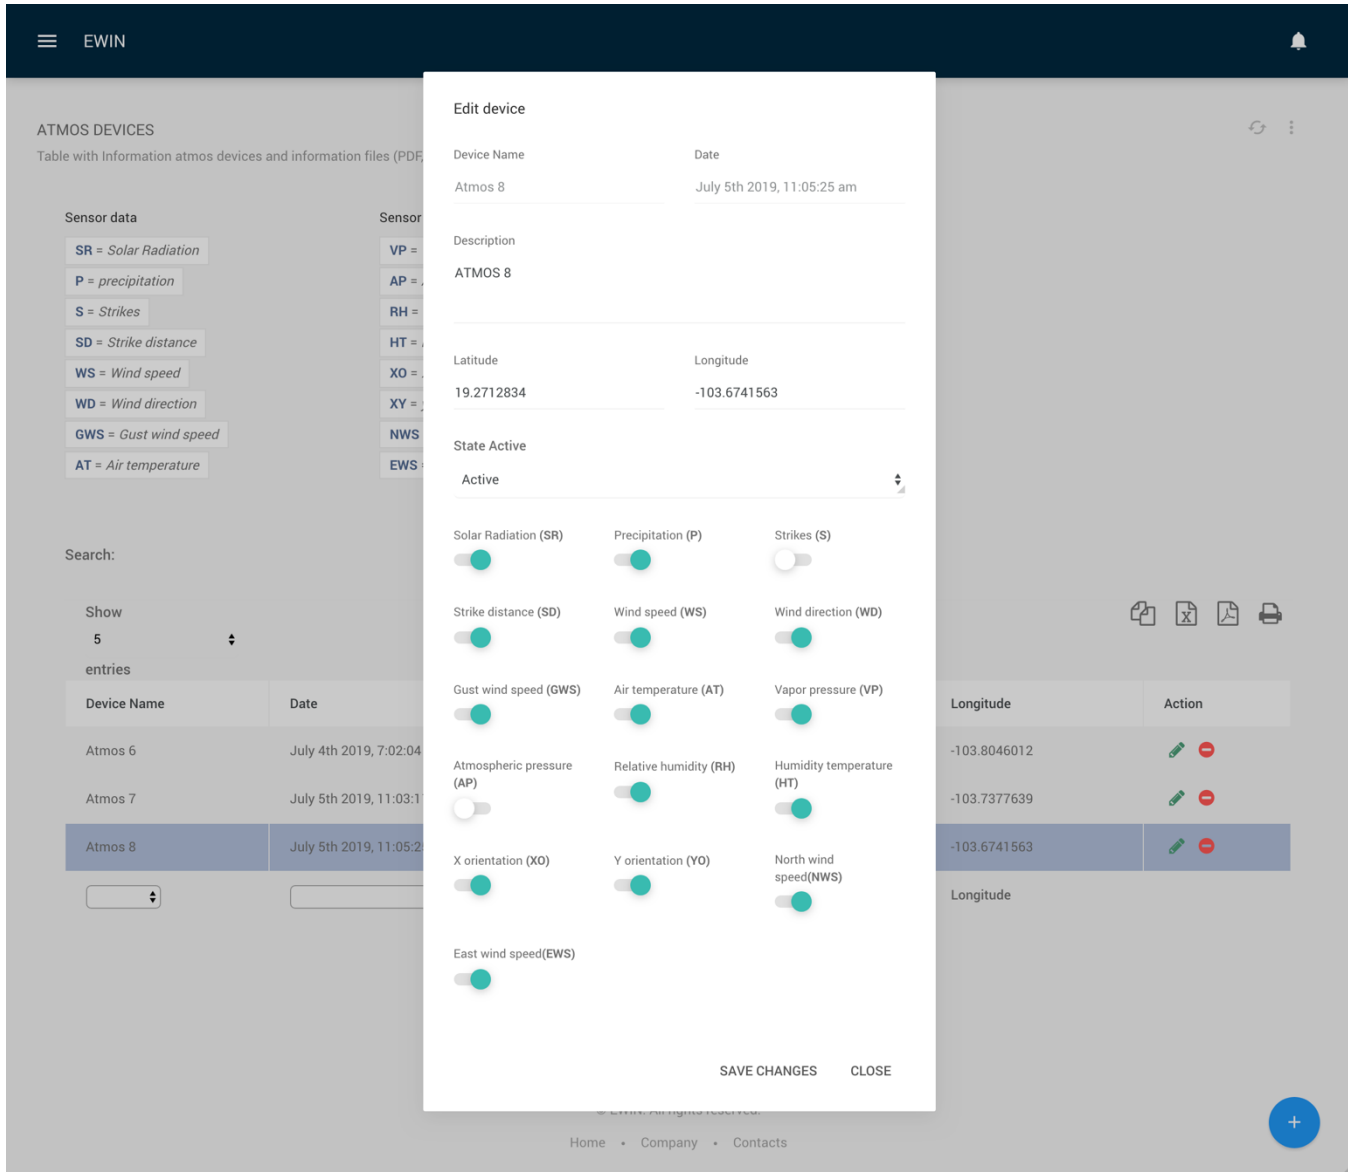 EWIN
ATMOS DEVICES
Table with Information atmos devices and information files (PDF,
Sensor data
SR = Solar Radiation
P = precipitation
S = Strikes
SD = Strike distance
WS = Wind speed
WD = Wind direction
GWS = Gust wind speed
AT = Air temperature
Sensor
VP =
AP =
RH =
HT =
XO =
XY =
NWS
EWS =
Search:
Show
5
entries
Device Name Date Longitude Action
Atmos 6 July 4th 2019, 7:02:04 -103.8046012
Atmos 7 July 5th 2019, 11:03:1 -103.7377639
Atmos 8 July 5th 2019, 11:05:2 -103.6741563
Longitude
Edit device
Device Name Date
Atmos 8 July 5th 2019, 11:05:25 am
Description
ATMOS 8
Latitude Longitude
19.2712834 -103.6741563
State Active
Active
Solar Radiation (SR) Precipitation (P) Strikes (S)
Strike distance (SD) Wind speed (WS) Wind direction (WD)
Gust wind speed (GWS) Air temperature (AT) Vapor pressure (VP)
Atmospheric pressure
(AP)
Relative humidity (RH)
Humidity temperature
(HT)
X orientation (XO) Y orientation (YO)
North wind
speed(NWS)
East wind speed(EWS)
SAVE CHANGES CLOSE
© EWIN. All rights reserved.
Home • Company • Contacts